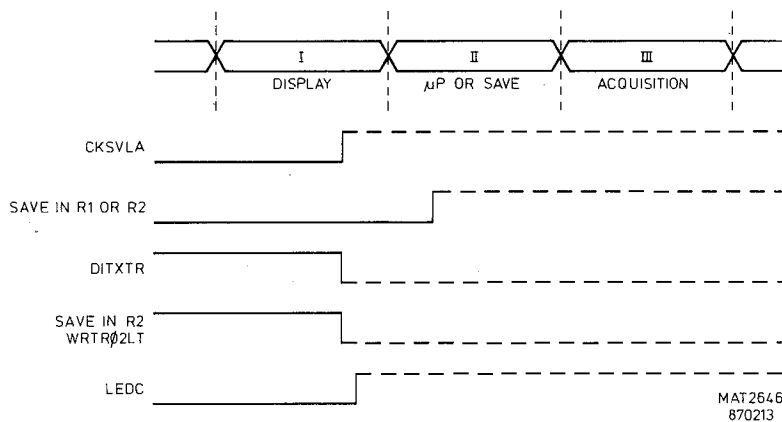 I II III
DISPLAY µP OR SAVE ACQUISITION
CKSVLA
SAVE IN R1 OR R2
DITXTR
SAVE IN R2
WRTRØ2LT
LEDC
MAT2646
870213